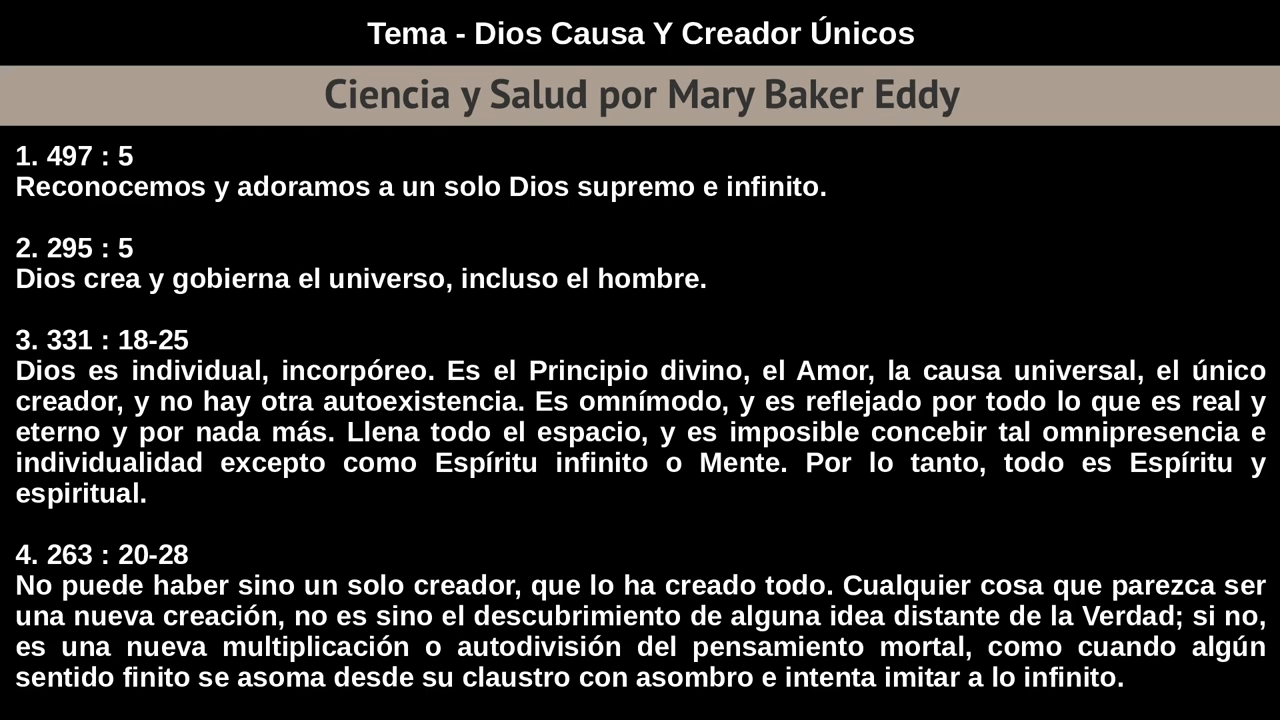 Tema - Dios Causa Y Creador Únicos
Ciencia y Salud por Mary Baker Eddy
1. 497 : 5
Reconocemos y adoramos a un solo Dios supremo e infinito.
2. 295 : 5
Dios crea y gobierna el universo, incluso el hombre.
3. 331 : 18-25
Dios es individual, incorpóreo. Es el Principio divino, el Amor, la causa universal, el único
creador, y no hay otra autoexistencia. Es omnímodo, y es reflejado por todo lo que es real y
eterno y por nada más. Llena todo el espacio, y es imposible concebir tal omnipresencia e
individualidad excepto como Espíritu infinito o Mente. Por lo tanto, todo es Espíritu y
espiritual.
4. 263 : 20-28
No puede haber sino un solo creador, que lo ha creado todo. Cualquier cosa que parezca ser
una nueva creación, no es sino el descubrimiento de alguna idea distante de la Verdad; si no,
es una nueva multiplicación o autodivisión del pensamiento mortal, como cuando algún
sentido finito se asoma desde su claustro con asombro e intenta imitar a lo infinito.